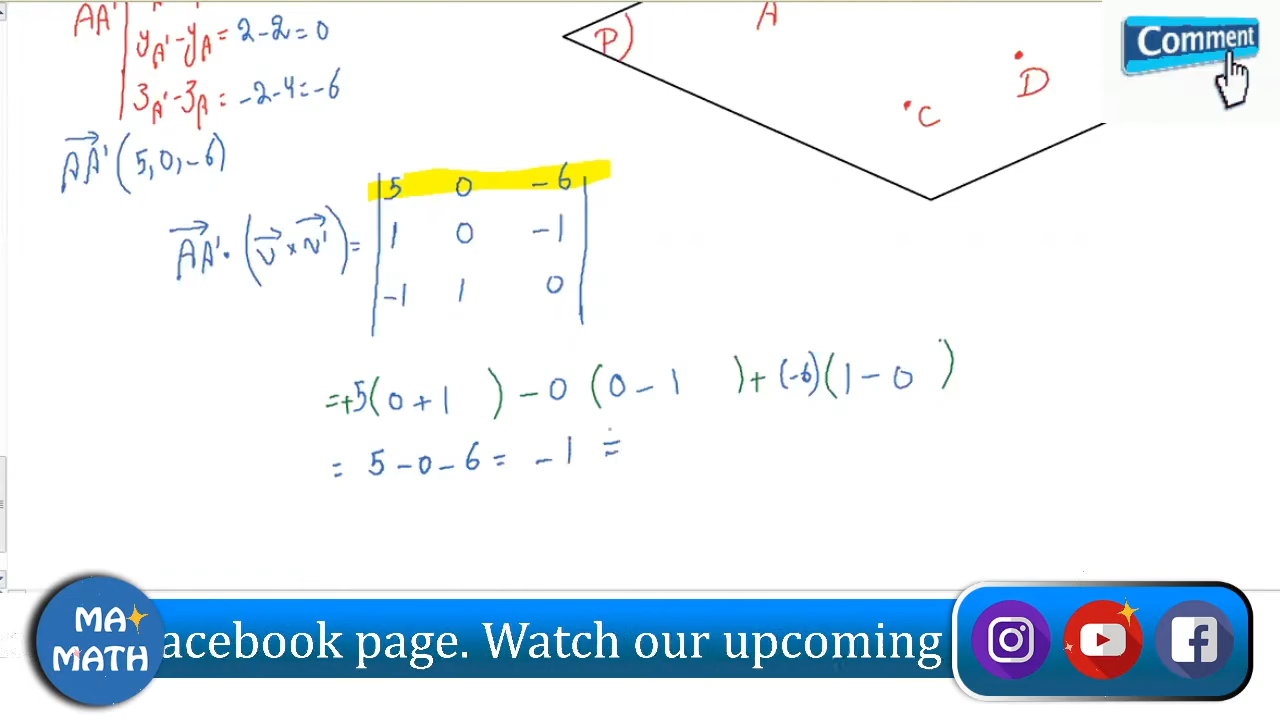 AA' | y_A' - y_A = 2 - 2 = 0
3_A' - 3_A = -2 - 4 = -6
AA' (5, 0, -6)
AA' · (V × V') = | 5 0 -6 |
| 1 0 -1 |
| -1 1 0 |
= +5(0 + 1) - 0(0 - 1) + (-6)(1 - 0)
= 5 - 0 - 6 = -1 =
P)
A
D
C
Comment
MA
MATH
acebook page. Watch our upcoming